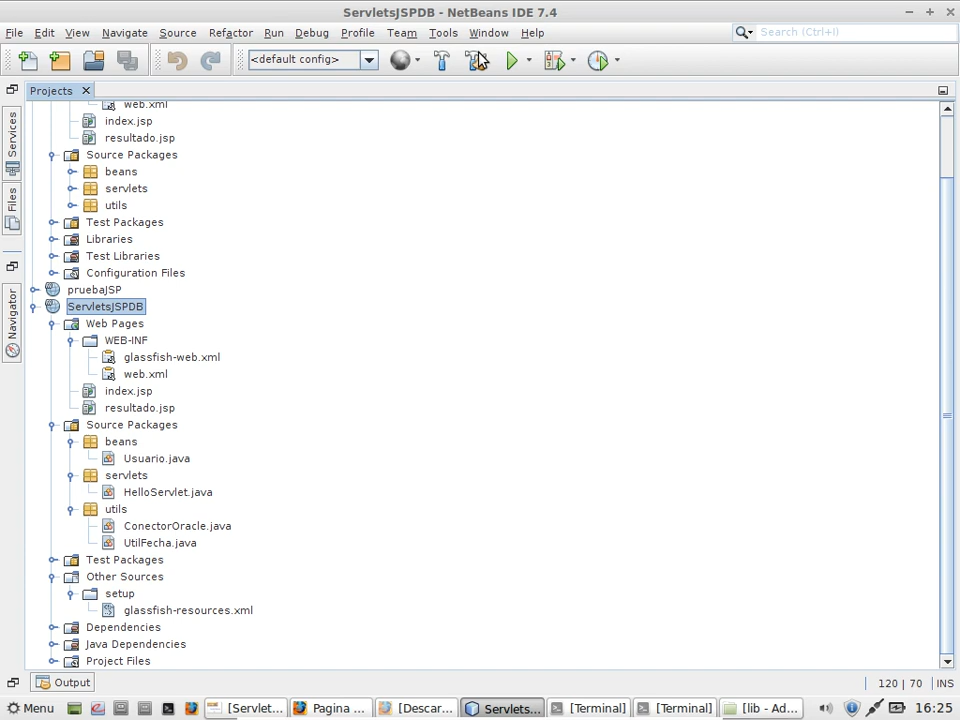 ServletsJSPDB - NetBeans IDE 7.4
File Edit View Navigate Source Refactor Run Debug Profile Team Tools Window Help
Search (Ctrl+I)
<default config>
Projects
Services
Files
Navigator
web.xml
index.jsp
resultado.jsp
Source Packages
beans
servlets
utils
Test Packages
Libraries
Test Libraries
Configuration Files
pruebaJSP
ServletsJSPDB
Web Pages
WEB-INF
glassfish-web.xml
web.xml
index.jsp
resultado.jsp
Source Packages
beans
Usuario.java
servlets
HelloServlet.java
utils
ConectorOracle.java
UtilFecha.java
Test Packages
Other Sources
setup
glassfish-resources.xml
Dependencies
Java Dependencies
Project Files
Output
120 | 70 INS
Menu [Servlet... Pagina ... [Descar... Servlets... [Terminal] [Terminal] [lib - Ad... 16:25